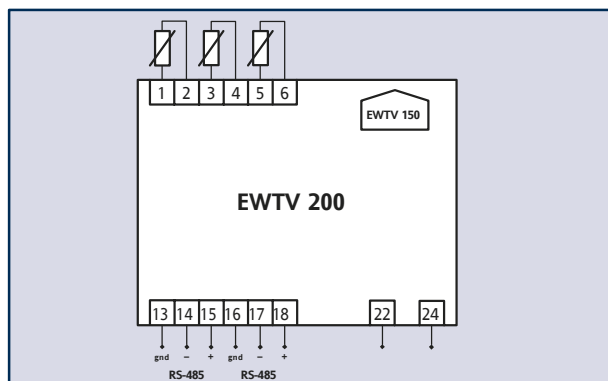 1 2 3 4 5 6
EWTV 150
EWTV 200
13 14 15 16 17 18 22 24
gnd – + gnd – +
RS-485 RS-485